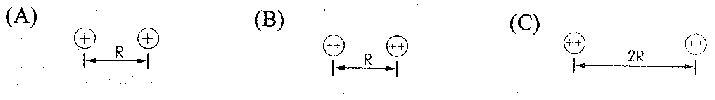 (A) + + R
(B) ++ ++ R
(C) ++ ++ 2R